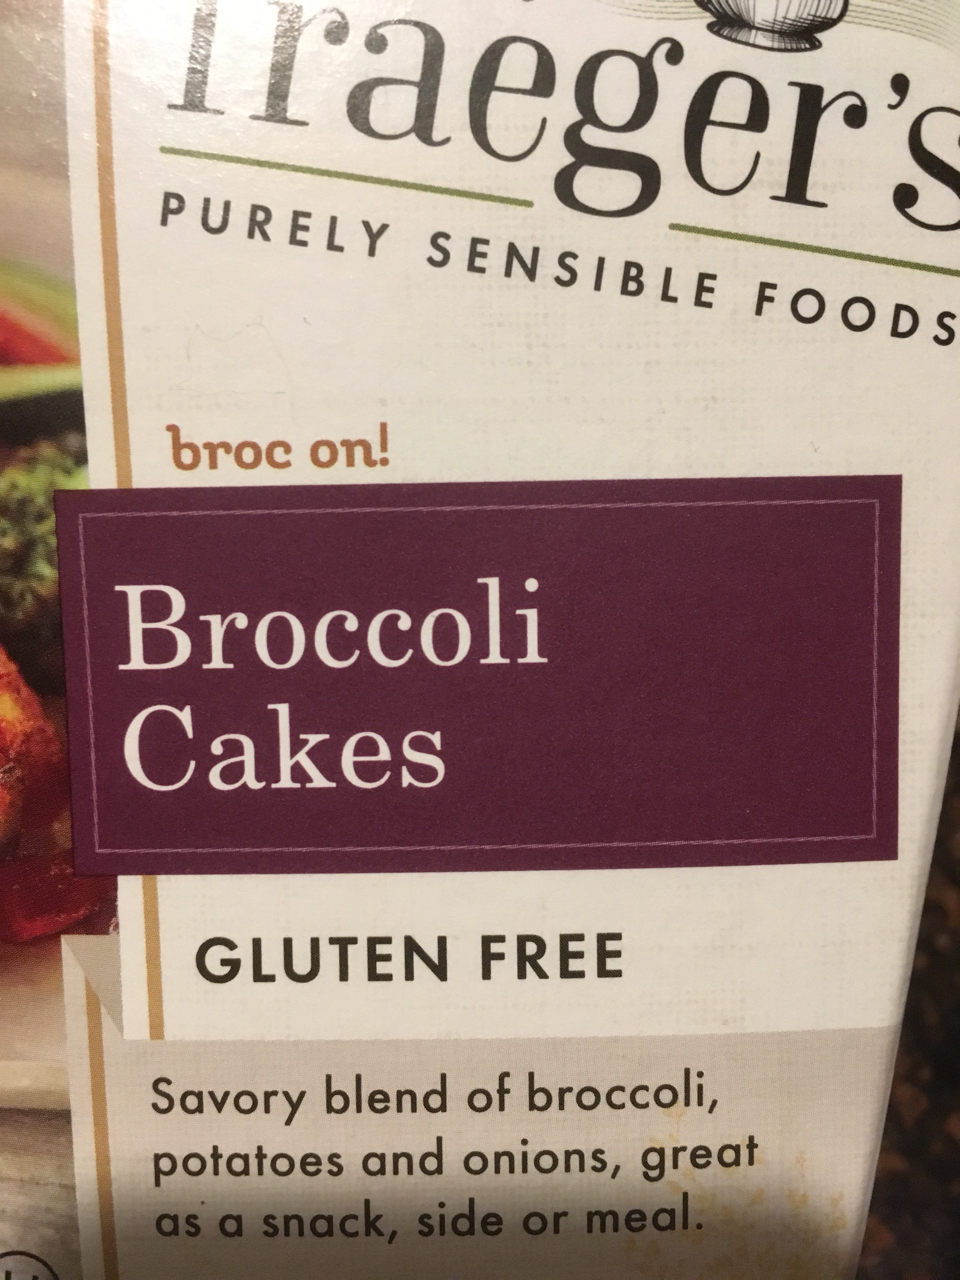 Praeger's
PURELY SENSIBLE FOODS
broc on!
Broccoli
Cakes
GLUTEN FREE
Savory blend of broccoli,
potatoes and onions, great
as a snack, side or meal.